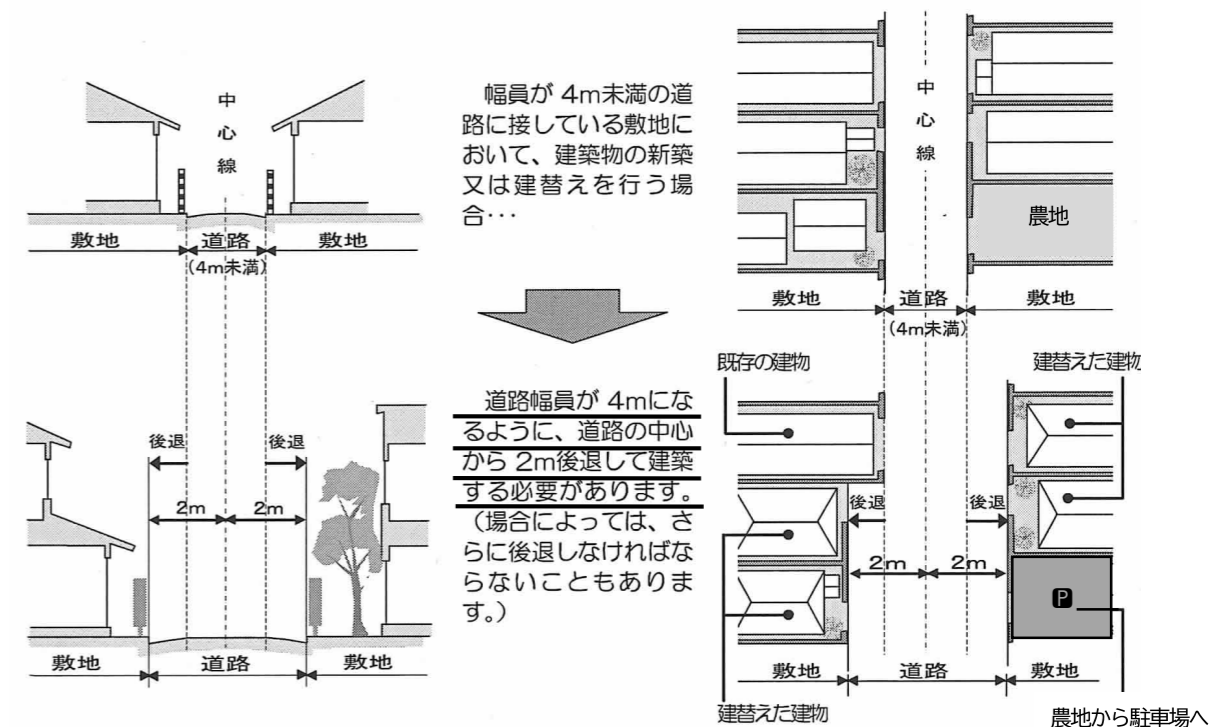 中心線
敷地
道路
敷地
(4m未満)
幅員が 4m未満の道
路に接している敷地に
おいて、建築物の新築
又は建替えを行う場
合…
中心線
農地
敷地
道路
敷地
(4m未満)
後退
後退
2m
2m
敷地
道路
敷地
道路幅員が 4mにな
るように、道路の中心
から 2m後退して建築
する必要があります。
（場合によっては、さ
らに後退しなければな
らないこともありま
す。）
既存の建物
建替えた建物
後退
後退
2m
2m
P
敷地
道路
敷地
建替えた建物
農地から駐車場へ